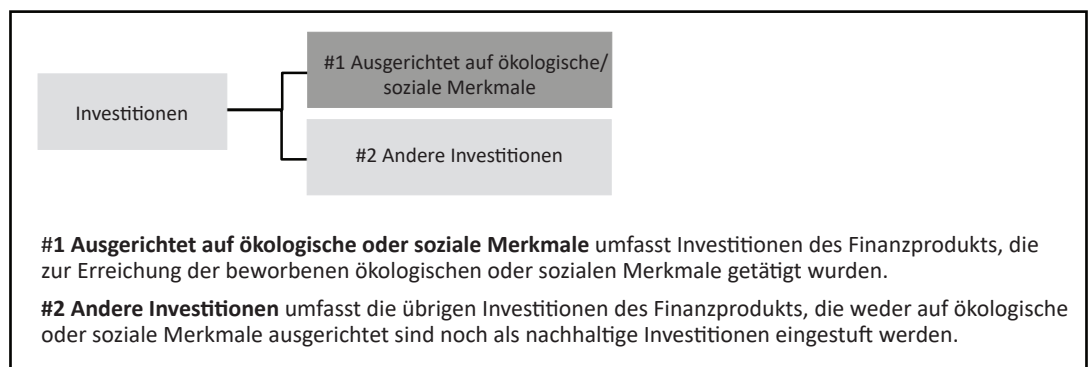 #1 Ausgerichtet auf ökologische/
soziale Merkmale
Investitionen
#2 Andere Investitionen
#1 Ausgerichtet auf ökologische oder soziale Merkmale umfasst Investitionen des Finanzprodukts, die
zur Erreichung der beworbenen ökologischen oder sozialen Merkmale getätigt wurden.
#2 Andere Investitionen umfasst die übrigen Investitionen des Finanzprodukts, die weder auf ökologische
oder soziale Merkmale ausgerichtet sind noch als nachhaltige Investitionen eingestuft werden.